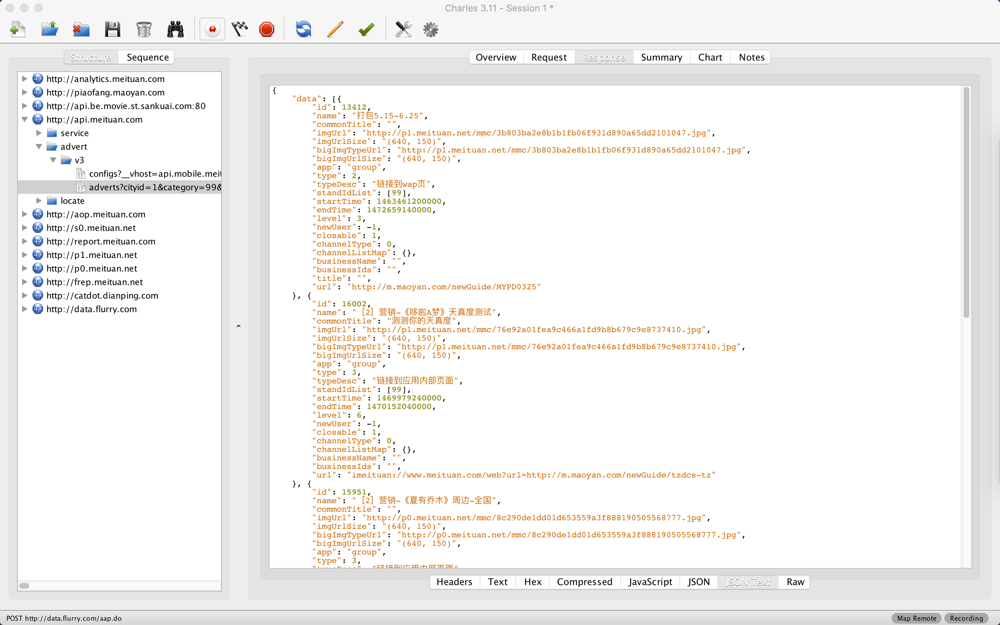 Charles 3.11 - Session 1 *
Structure
Sequence
http://analytics.meituan.com
http://piaofang.maoyan.com
http://api.be.movie.st.sankuai.com:80
http://api.meituan.com
service
advert
v3
configs?__vhost=api.mobile.meit
adverts?cityid=1&category=99&
locate
http://aop.meituan.com
http://s0.meituan.net
http://report.meituan.com
http://p1.meituan.net
http://p0.meituan.net
http://frep.meituan.net
http://catdot.dianping.com
http://data.flurry.com
Overview
Request
Response
Summary
Chart
Notes
{
"data": [{
"id": 13412,
"name": "打包5.15-6.25",
"commonTitle": "",
"imgUrl": "http://p1.meituan.net/mmc/3b803ba2e8b1b1fb06f931d890a65dd2101047.jpg",
"imgUrlSize": "(640, 150)",
"bigImgTypeUrl": "http://p1.meituan.net/mmc/3b803ba2e8b1b1fb06f931d890a65dd2101047.jpg",
"bigImgUrlSize": "(640, 150)",
"app": "group",
"type": 2,
"typeDesc": "链接到wap页",
"standIdList": [99],
"startTime": 1463461200000,
"endTime": 1472659140000,
"level": 3,
"newUser": -1,
"closable": 1,
"channelType": 0,
"channelListMap": {},
"businessName": "",
"businessIds": "",
"title": "",
"url": "http://m.maoyan.com/newGuide/MYPD0325"
}, {
"id": 16002,
"name": "［2］营销-《哆啦A梦》天真度测试",
"commonTitle": "测测你的天真度",
"imgUrl": "http://p1.meituan.net/mmc/76e92a01fea9c466a1fd9b8b679c9e8737410.jpg",
"imgUrlSize": "(640, 150)",
"bigImgTypeUrl": "http://p1.meituan.net/mmc/76e92a01fea9c466a1fd9b8b679c9e8737410.jpg",
"bigImgUrlSize": "(640, 150)",
"app": "group",
"type": 3,
"typeDesc": "链接到应用内部页面",
"standIdList": [99],
"startTime": 1469979240000,
"endTime": 1470152040000,
"level": 6,
"newUser": -1,
"closable": 1,
"channelType": 0,
"channelListMap": {},
"businessName": "",
"businessIds": "",
"url": "imeituan://www.meituan.com/web?url=http://m.maoyan.com/newGuide/tzdcs-tz"
}, {
"id": 15951,
"name": "［2］营销-《夏有乔木》周边-全国",
"commonTitle": "",
"imgUrl": "http://p0.meituan.net/mmc/8c290de1dd01d653559a3f888190505568777.jpg",
"imgUrlSize": "(640, 150)",
"bigImgTypeUrl": "http://p0.meituan.net/mmc/8c290de1dd01d653559a3f888190505568777.jpg",
"bigImgUrlSize": "(640, 150)",
"app": "group",
"type": 3,
"typeDesc": "链接到应用内部页面"
Headers
Text
Hex
Compressed
JavaScript
JSON
JSON Text
Raw
POST http://data.flurry.com/aap.do
Map Remote
Recording